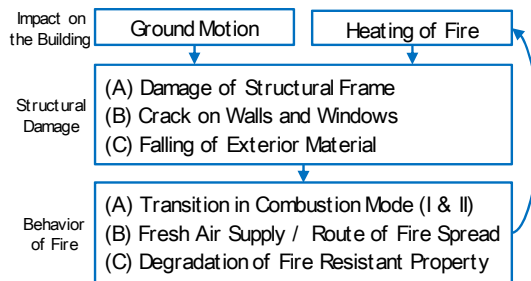 Impact on
the Building
Ground Motion
Heating of Fire
Structural
Damage
(A) Damage of Structural Frame
(B) Crack on Walls and Windows
(C) Falling of Exterior Material
Behavior
of Fire
(A) Transition in Combustion Mode (I & II)
(B) Fresh Air Supply / Route of Fire Spread
(C) Degradation of Fire Resistant Property